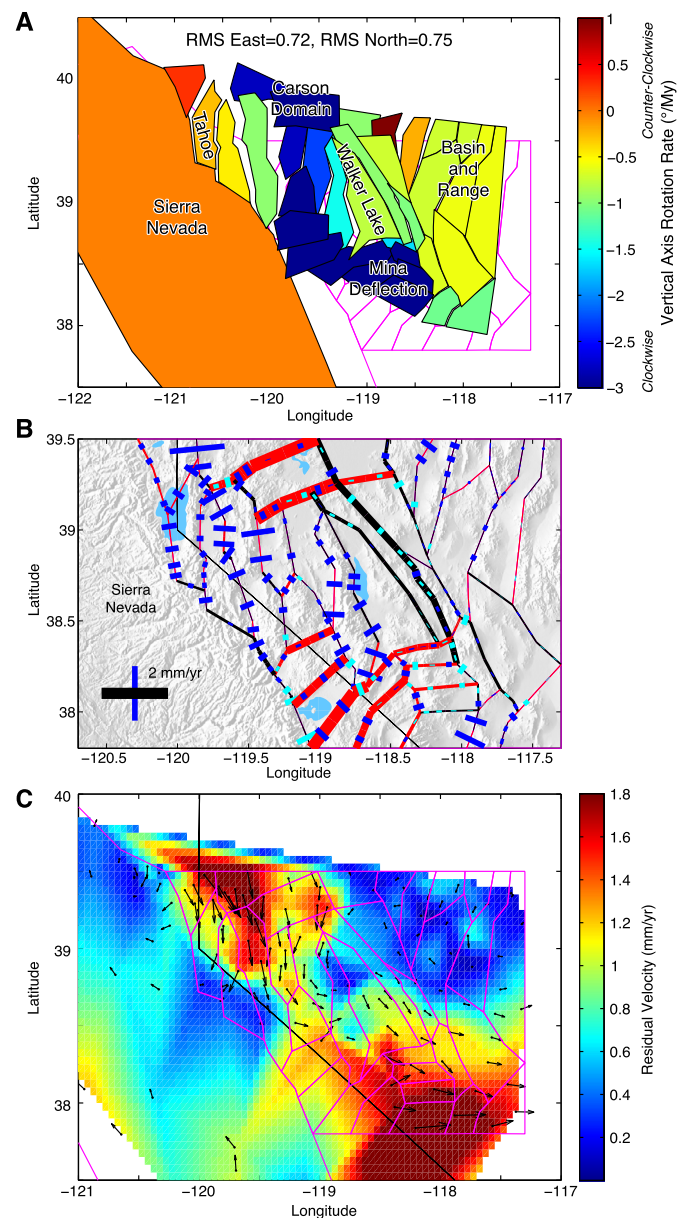 A
RMS East=0.72, RMS North=0.75
Carson
Domain
Tahoe
Walker Lake
Basin
and
Range
Sierra
Nevada
Mina
Deflection
40
39
38
Latitude
−122
−121
−120
−119
−118
−117
Longitude
1
0.5
0
−0.5
−1
−1.5
−2
−2.5
−3
Counter-Clockwise
Clockwise
Vertical Axis Rotation Rate (°/My)
B
39.5
39
38.5
38
Latitude
Sierra
Nevada
2 mm/yr
−120.5
−120
−119.5
−119
−118.5
−118
−117.5
Longitude
C
40
39
38
Latitude
−121
−120
−119
−118
−117
Longitude
1.8
1.6
1.4
1.2
1
0.8
0.6
0.4
0.2
Residual Velocity (mm/yr)